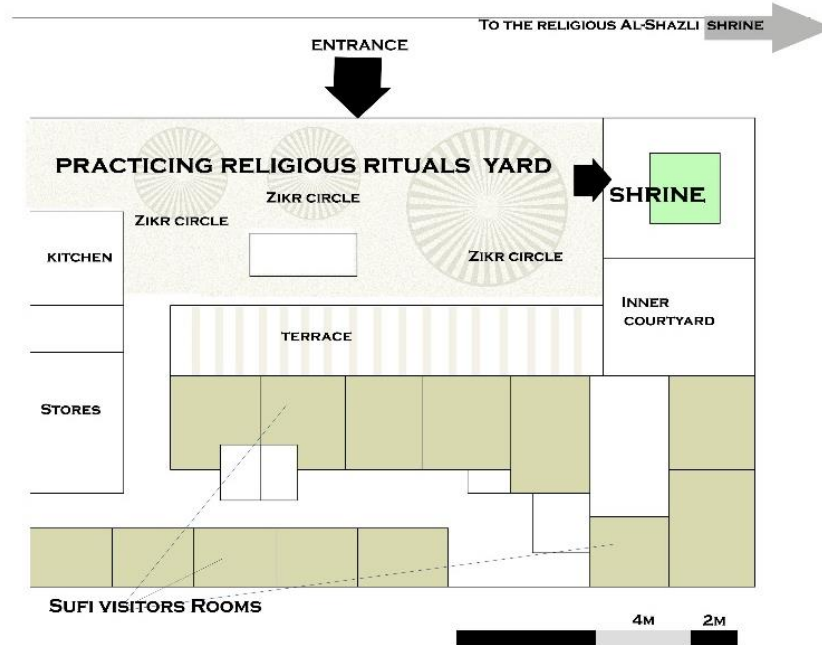 TO THE RELIGIOUS AL-SHAZLI SHRINE
ENTRANCE
PRACTICING RELIGIOUS RITUALS YARD
SHRINE
ZIKR CIRCLE
ZIKR CIRCLE
ZIKR CIRCLE
KITCHEN
INNER
COURTYARD
TERRACE
STORES
SUFI VISITORS ROOMS
4M 2M